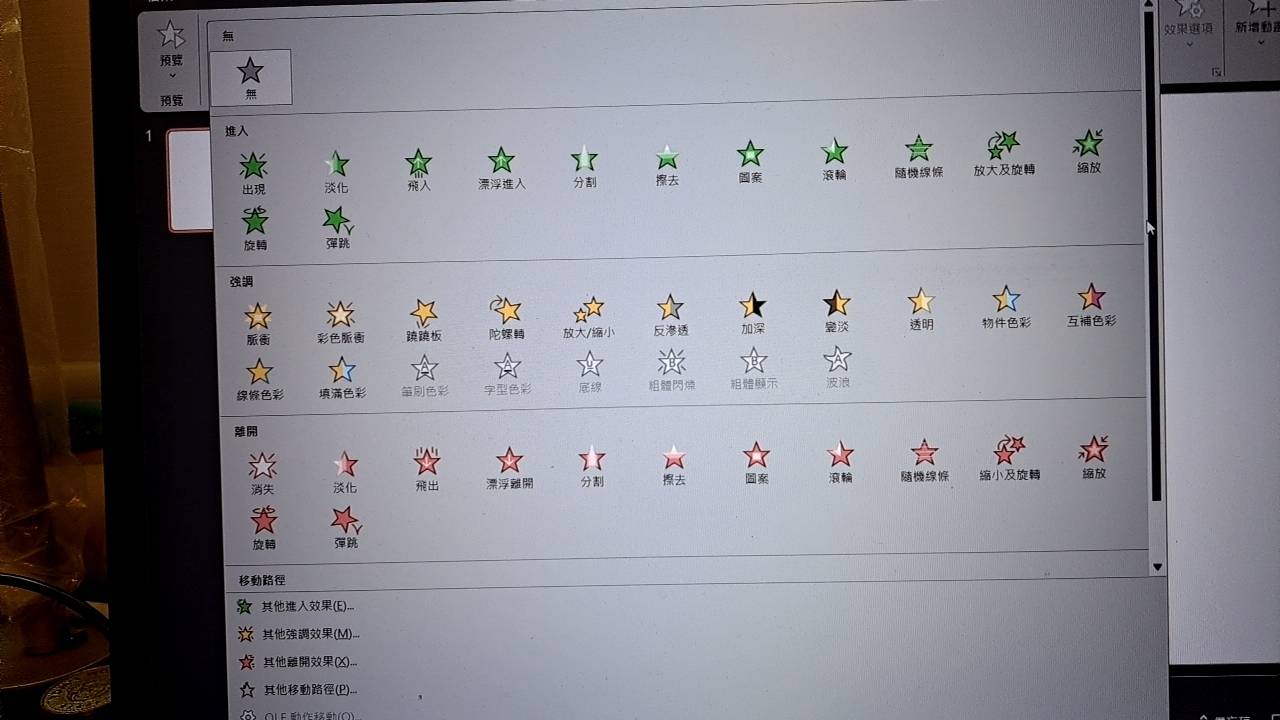 無
預覽
效果選項
新增動畫
無
預覽
1
進入
出現 淡化 飛入 漂浮進入 分割 擦去 圖案 滾輪 隨機線條 放大及旋轉 縮放
旋轉 彈跳
強調
脈衝 彩色脈衝 蹺蹺板 陀螺轉 放大/縮小 反滲透 加深 變淡 透明 物件色彩 互補色彩
線條色彩 填滿色彩 筆刷色彩 字型色彩 底線 粗體閃爍 粗體顯示 波浪
離開
消失 淡化 飛出 漂浮離開 分割 擦去 圖案 滾輪 隨機線條 縮小及旋轉 縮放
旋轉 彈跳
移動路徑
其他進入效果(E)...
其他強調效果(M)...
其他離開效果(X)...
其他移動路徑(P)...
OLE 動作移動(O)...